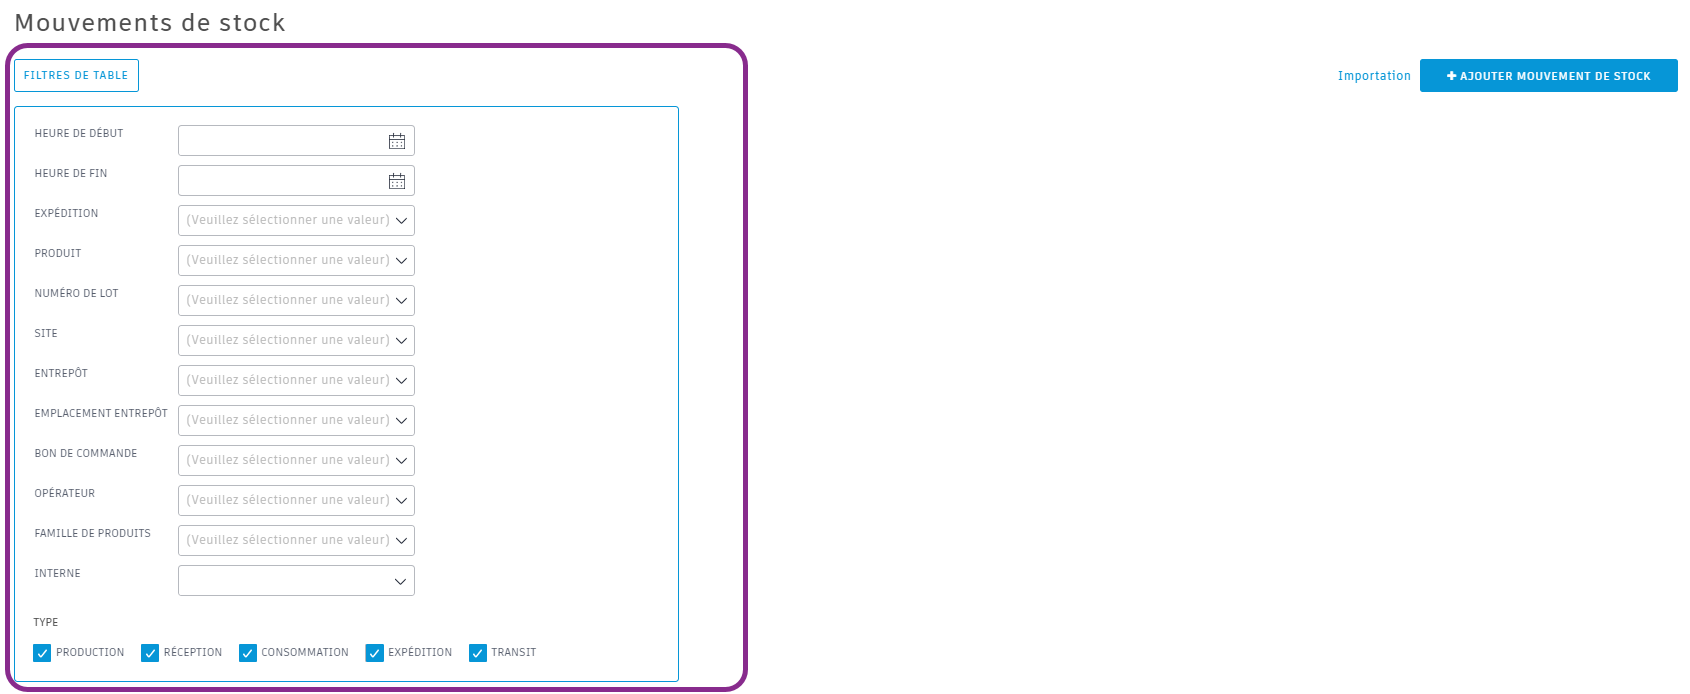 Mouvements de stock
FILTRES DE TABLE
Importation
AJOUTER MOUVEMENT DE STOCK
HEURE DE DÉBUT
HEURE DE FIN
EXPÉDITION (Veuillez sélectionner une valeur)
PRODUIT (Veuillez sélectionner une valeur)
NUMÉRO DE LOT (Veuillez sélectionner une valeur)
SITE (Veuillez sélectionner une valeur)
ENTREPÔT (Veuillez sélectionner une valeur)
EMPLACEMENT ENTREPÔT (Veuillez sélectionner une valeur)
BON DE COMMANDE (Veuillez sélectionner une valeur)
OPÉRATEUR (Veuillez sélectionner une valeur)
FAMILLE DE PRODUITS (Veuillez sélectionner une valeur)
INTERNE
TYPE
PRODUCTION RÉCEPTION CONSOMMATION EXPÉDITION TRANSIT